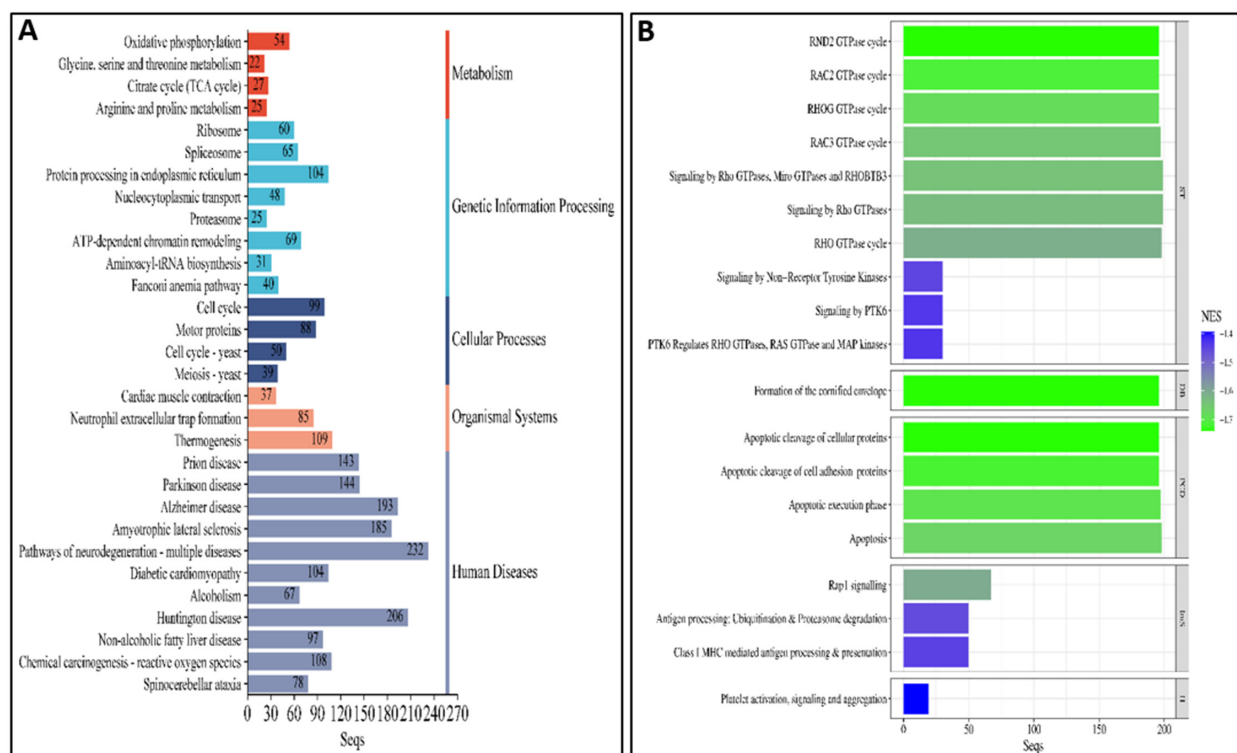 A
Oxidative phosphorylation 54
Glycine, serine and threonine metabolism 22
Citrate cycle (TCA cycle) 27
Arginine and proline metabolism 25
Metabolism
Ribosome 60
Spliceosome 65
Protein processing in endoplasmic reticulum 104
Nucleocytoplasmic transport 48
Proteasome 25
ATP-dependent chromatin remodeling 69
Aminoacyl-tRNA biosynthesis 31
Fanconi anemia pathway 40
Genetic Information Processing
Cell cycle 99
Motor proteins 88
Cell cycle - yeast 50
Meiosis - yeast 39
Cellular Processes
Cardiac muscle contraction 37
Neutrophil extracellular trap formation 85
Thermogenesis 109
Organismal Systems
Prion disease 143
Parkinson disease 144
Alzheimer disease 193
Amyotrophic lateral sclerosis 185
Pathways of neurodegeneration - multiple diseases 232
Diabetic cardiomyopathy 104
Alcoholism 67
Huntington disease 206
Non-alcoholic fatty liver disease 97
Chemical carcinogenesis - reactive oxygen species 108
Spinocerebellar ataxia 78
Human Diseases
0 30 60 90 120 150 180 210 240 270
Seqs
B
RND2 GTPase cycle
RAC2 GTPase cycle
RHOG GTPase cycle
RAC3 GTPase cycle
Signaling by Rho GTPases, Miro GTPases and RHOBTB3
Signaling by Rho GTPases
RHO GTPase cycle
Signaling by Non-Receptor Tyrosine Kinases
Signaling by PTK6
PTK6 Regulates RHO GTPases, RAS GTPase and MAP kinases
ST
Formation of the cornified envelope
Apoptotic cleavage of cellular proteins
Apoptotic cleavage of cell adhesion proteins
Apoptotic execution phase
Apoptosis
PCD
Rap1 signalling
Antigen processing: Ubiquitination & Proteasome degradation
Class I MHC mediated antigen processing & presentation
ImS
Platelet activation, signaling and aggregation
0 50 100 150 200
Seqs
NES
-1.4
-1.5
-1.6
-1.7